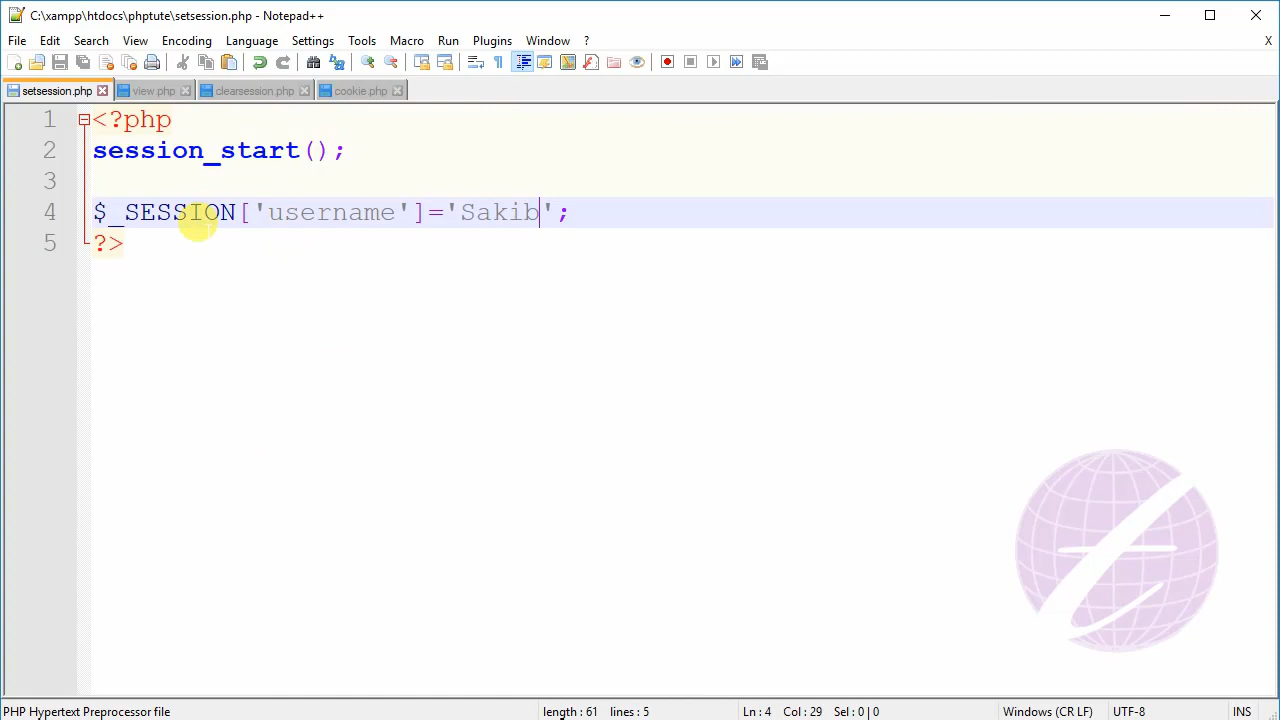 C:\xampp\htdocs\phptute\setsession.php - Notepad++
File Edit Search View Encoding Language Settings Tools Macro Run Plugins Window ? X
setsession.php view.php clearsession.php cookie.php
1 <?php
2 session_start();
3
4 $_SESSION['username']='Sakib';
5 ?>
PHP Hypertext Preprocessor file length : 61 lines : 5 Ln : 4 Col : 29 Sel : 0 | 0 Windows (CR LF) UTF-8 INS